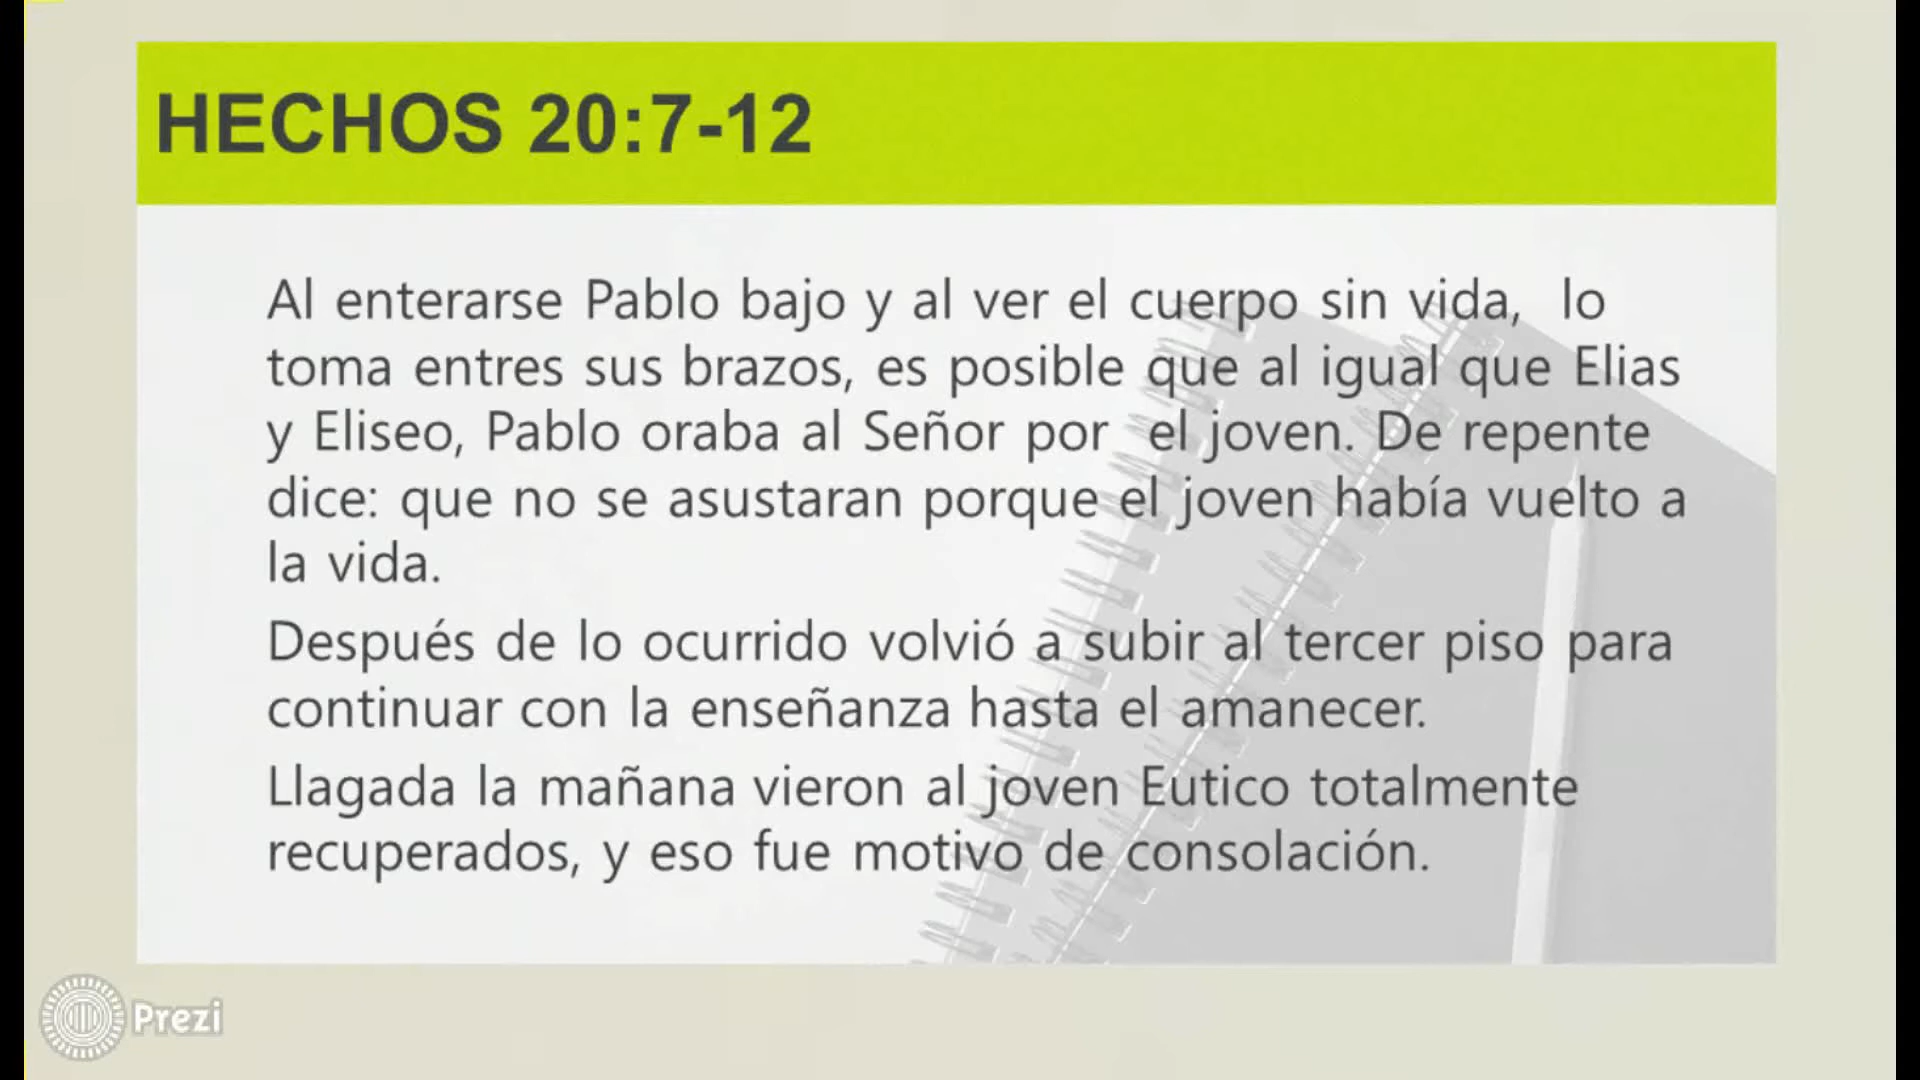 HECHOS 20:7-12
Al enterarse Pablo bajo y al ver el cuerpo sin vida, lo
toma entres sus brazos, es posible que al igual que Elias
y Eliseo, Pablo oraba al Señor por el joven. De repente
dice: que no se asustaran porque el joven había vuelto a
la vida.
Después de lo ocurrido volvió a subir al tercer piso para
continuar con la enseñanza hasta el amanecer.
Llagada la mañana vieron al joven Eutico totalmente
recuperados, y eso fue motivo de consolación.
Prezi